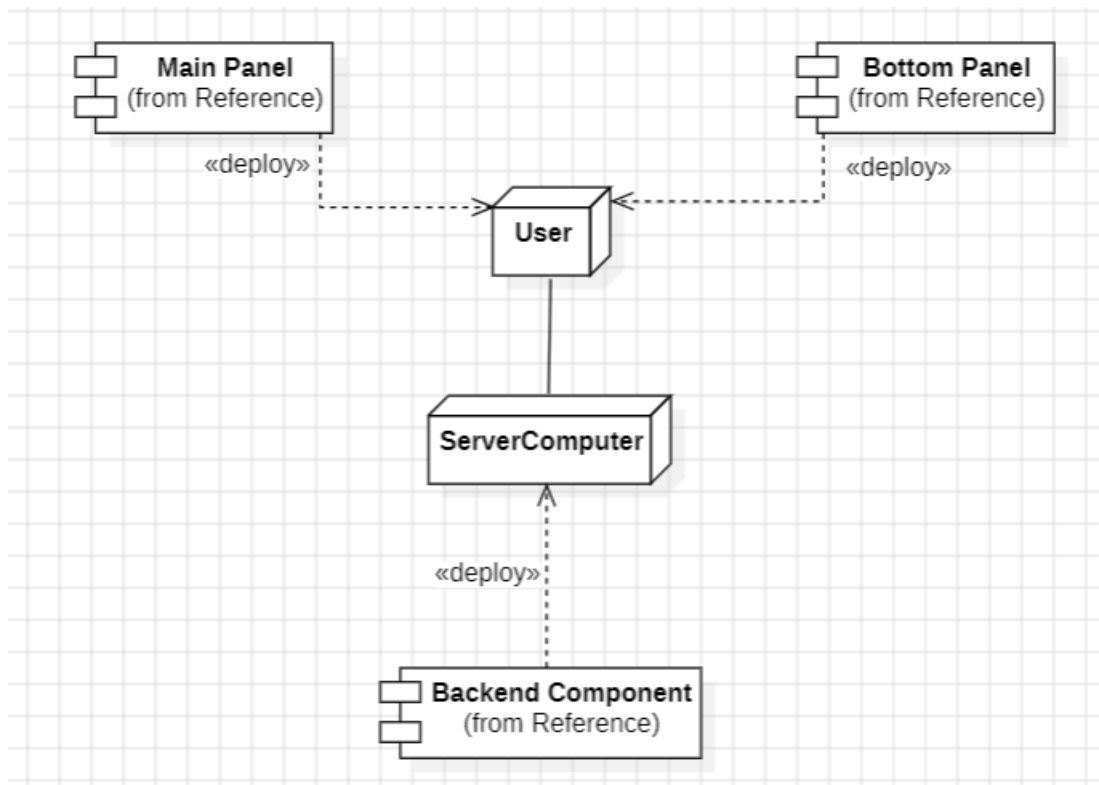 Main Panel
(from Reference)
Bottom Panel
(from Reference)
«deploy»
«deploy»
User
ServerComputer
«deploy»
Backend Component
(from Reference)